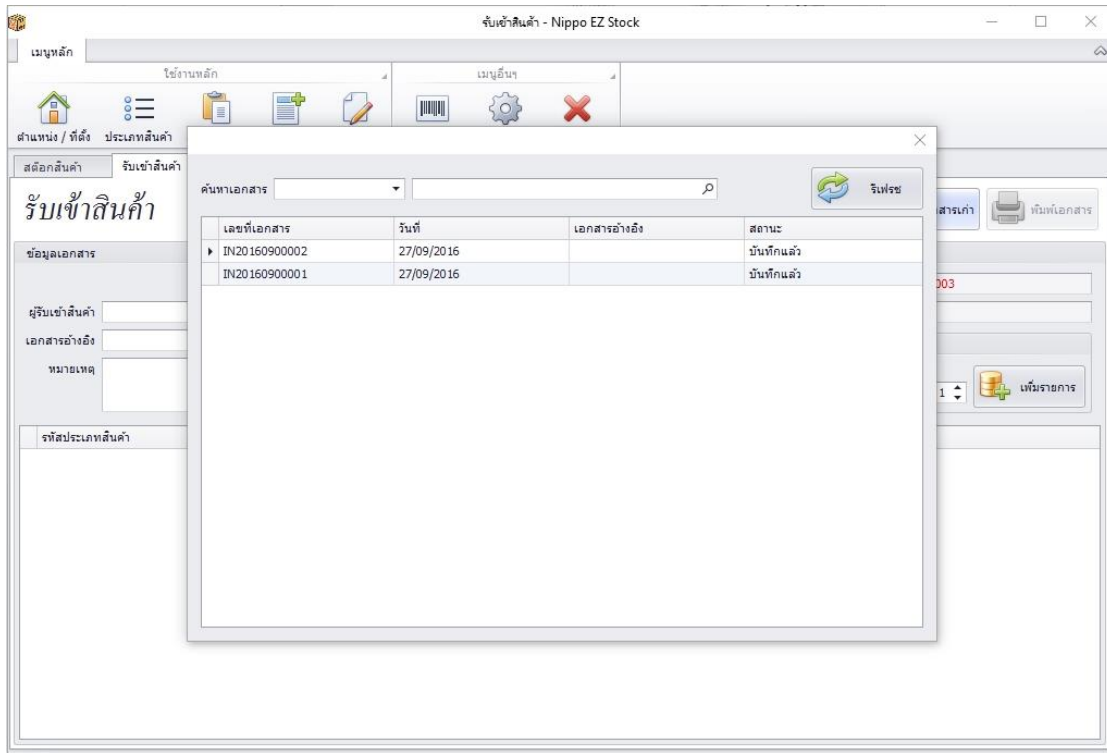 รับเข้าสินค้า - Nippo EZ Stock
เมนูหลัก
ใช้งานหลัก
เมนูอื่นๆ
ตำแหน่ง / ที่ตั้ง
ประเภทสินค้า
สต๊อกสินค้า
รับเข้าสินค้า
รับเข้าสินค้า
ค้นหาเอกสาร
รีเฟรช
สารเก่า
พิมพ์เอกสาร
เลขที่เอกสาร วันที่ เอกสารอ้างอิง สถานะ
IN20160900002 27/09/2016 บันทึกแล้ว
IN20160900001 27/09/2016 บันทึกแล้ว
ข้อมูลเอกสาร
003
ผู้รับเข้าสินค้า
เอกสารอ้างอิง
หมายเหตุ
1
เพิ่มรายการ
รหัสประเภทสินค้า